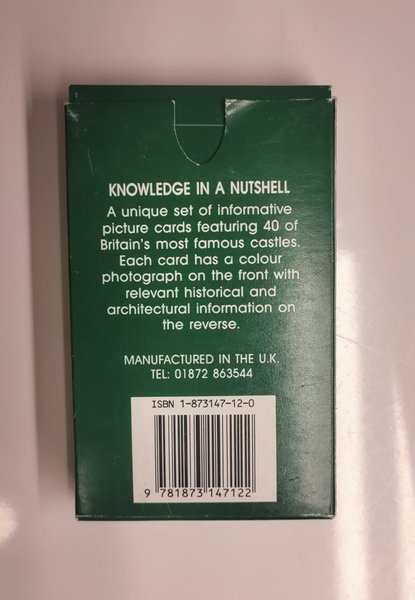 KNOWLEDGE IN A NUTSHELL
A unique set of informative
picture cards featuring 40 of
Britain's most famous castles.
Each card has a colour
photograph on the front with
relevant historical and
architectural information on
the reverse.
MANUFACTURED IN THE U.K.
TEL: 01872 863544
ISBN 1-873147-12-0
9 781873 147122